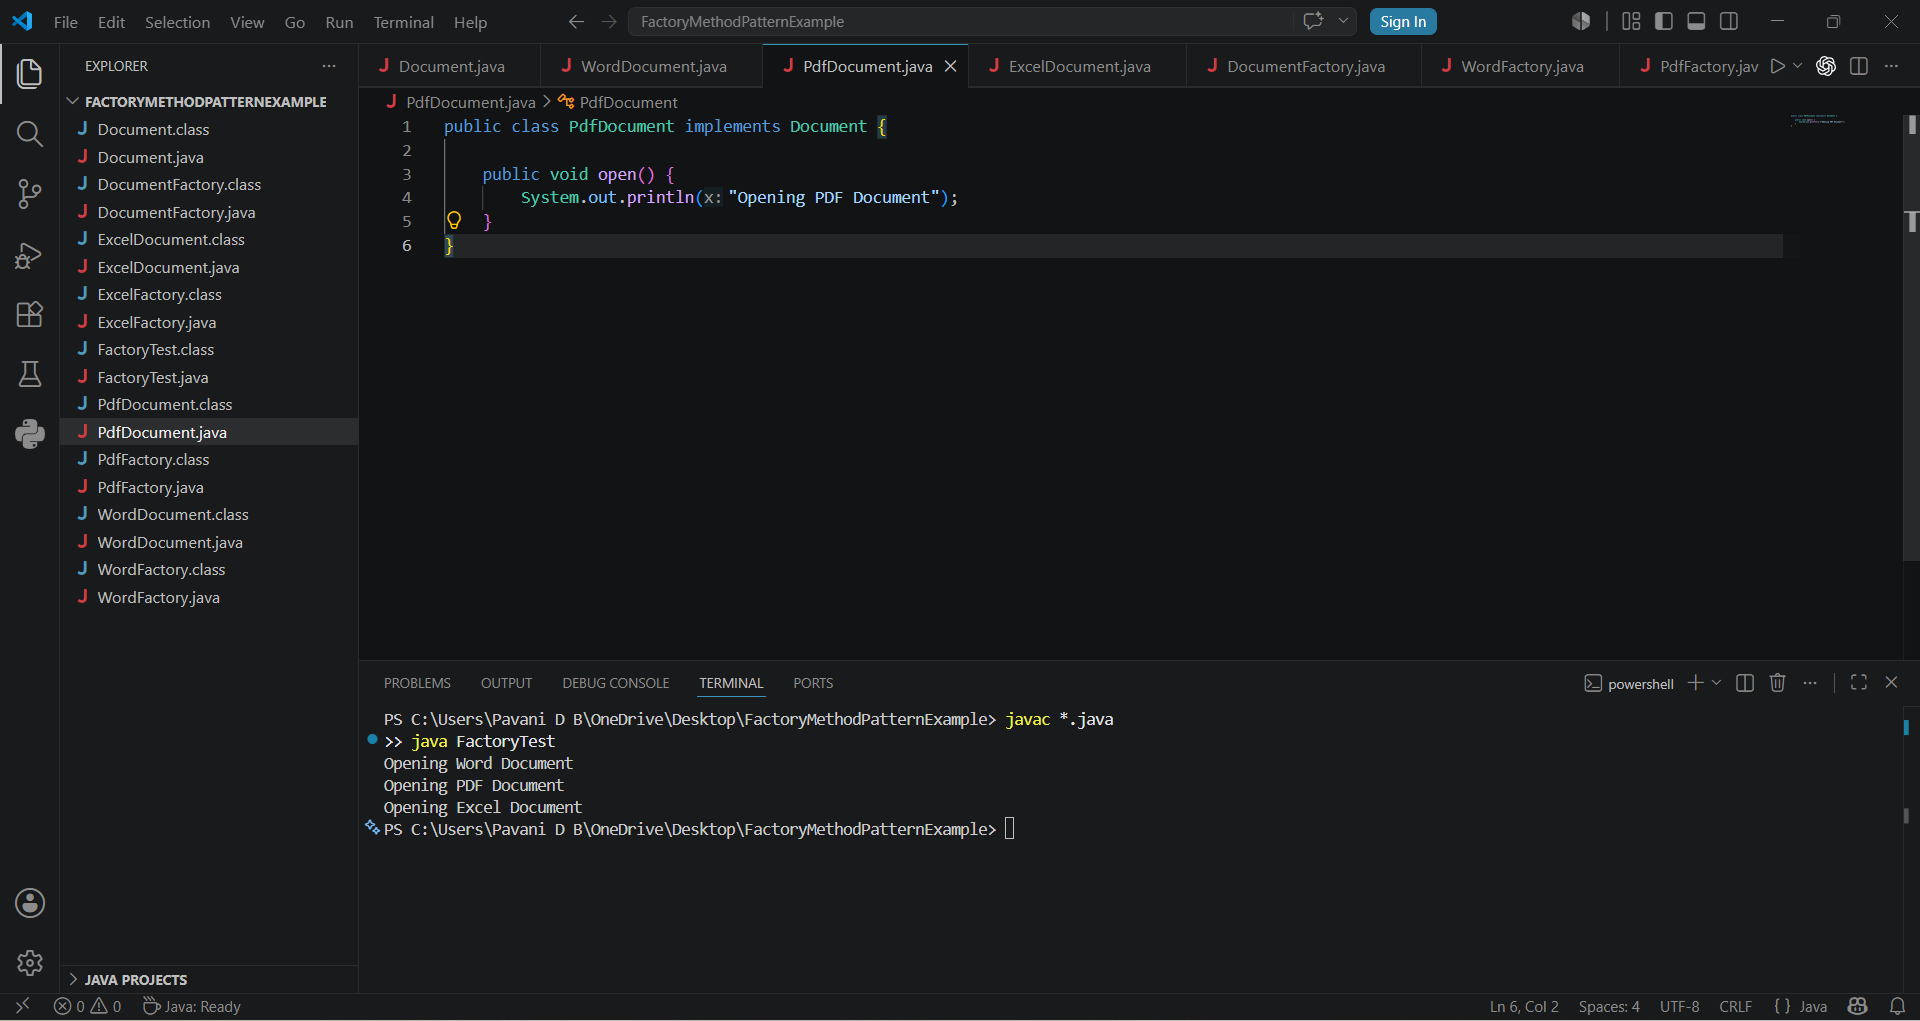 File Edit Selection View Go Run Terminal Help
FactoryMethodPatternExample
Sign In
EXPLORER
FACTORYMETHODPATTERNEXAMPLE
J Document.class
J Document.java
J DocumentFactory.class
J DocumentFactory.java
J ExcelDocument.class
J ExcelDocument.java
J ExcelFactory.class
J ExcelFactory.java
J FactoryTest.class
J FactoryTest.java
J PdfDocument.class
J PdfDocument.java
J PdfFactory.class
J PdfFactory.java
J WordDocument.class
J WordDocument.java
J WordFactory.class
J WordFactory.java
JAVA PROJECTS
J Document.java J WordDocument.java J PdfDocument.java J ExcelDocument.java J DocumentFactory.java J WordFactory.java J PdfFactory.jav
J PdfDocument.java > PdfDocument
1 public class PdfDocument implements Document {
2
3 public void open() {
4 System.out.println(x: "Opening PDF Document");
5 }
6 }
PROBLEMS OUTPUT DEBUG CONSOLE TERMINAL PORTS
powershell
PS C:\Users\Pavani D B\OneDrive\Desktop\FactoryMethodPatternExample> javac *.java
>> java FactoryTest
Opening Word Document
Opening PDF Document
Opening Excel Document
PS C:\Users\Pavani D B\OneDrive\Desktop\FactoryMethodPatternExample>
0 0 Java: Ready
Ln 6, Col 2 Spaces: 4 UTF-8 CRLF { } Java